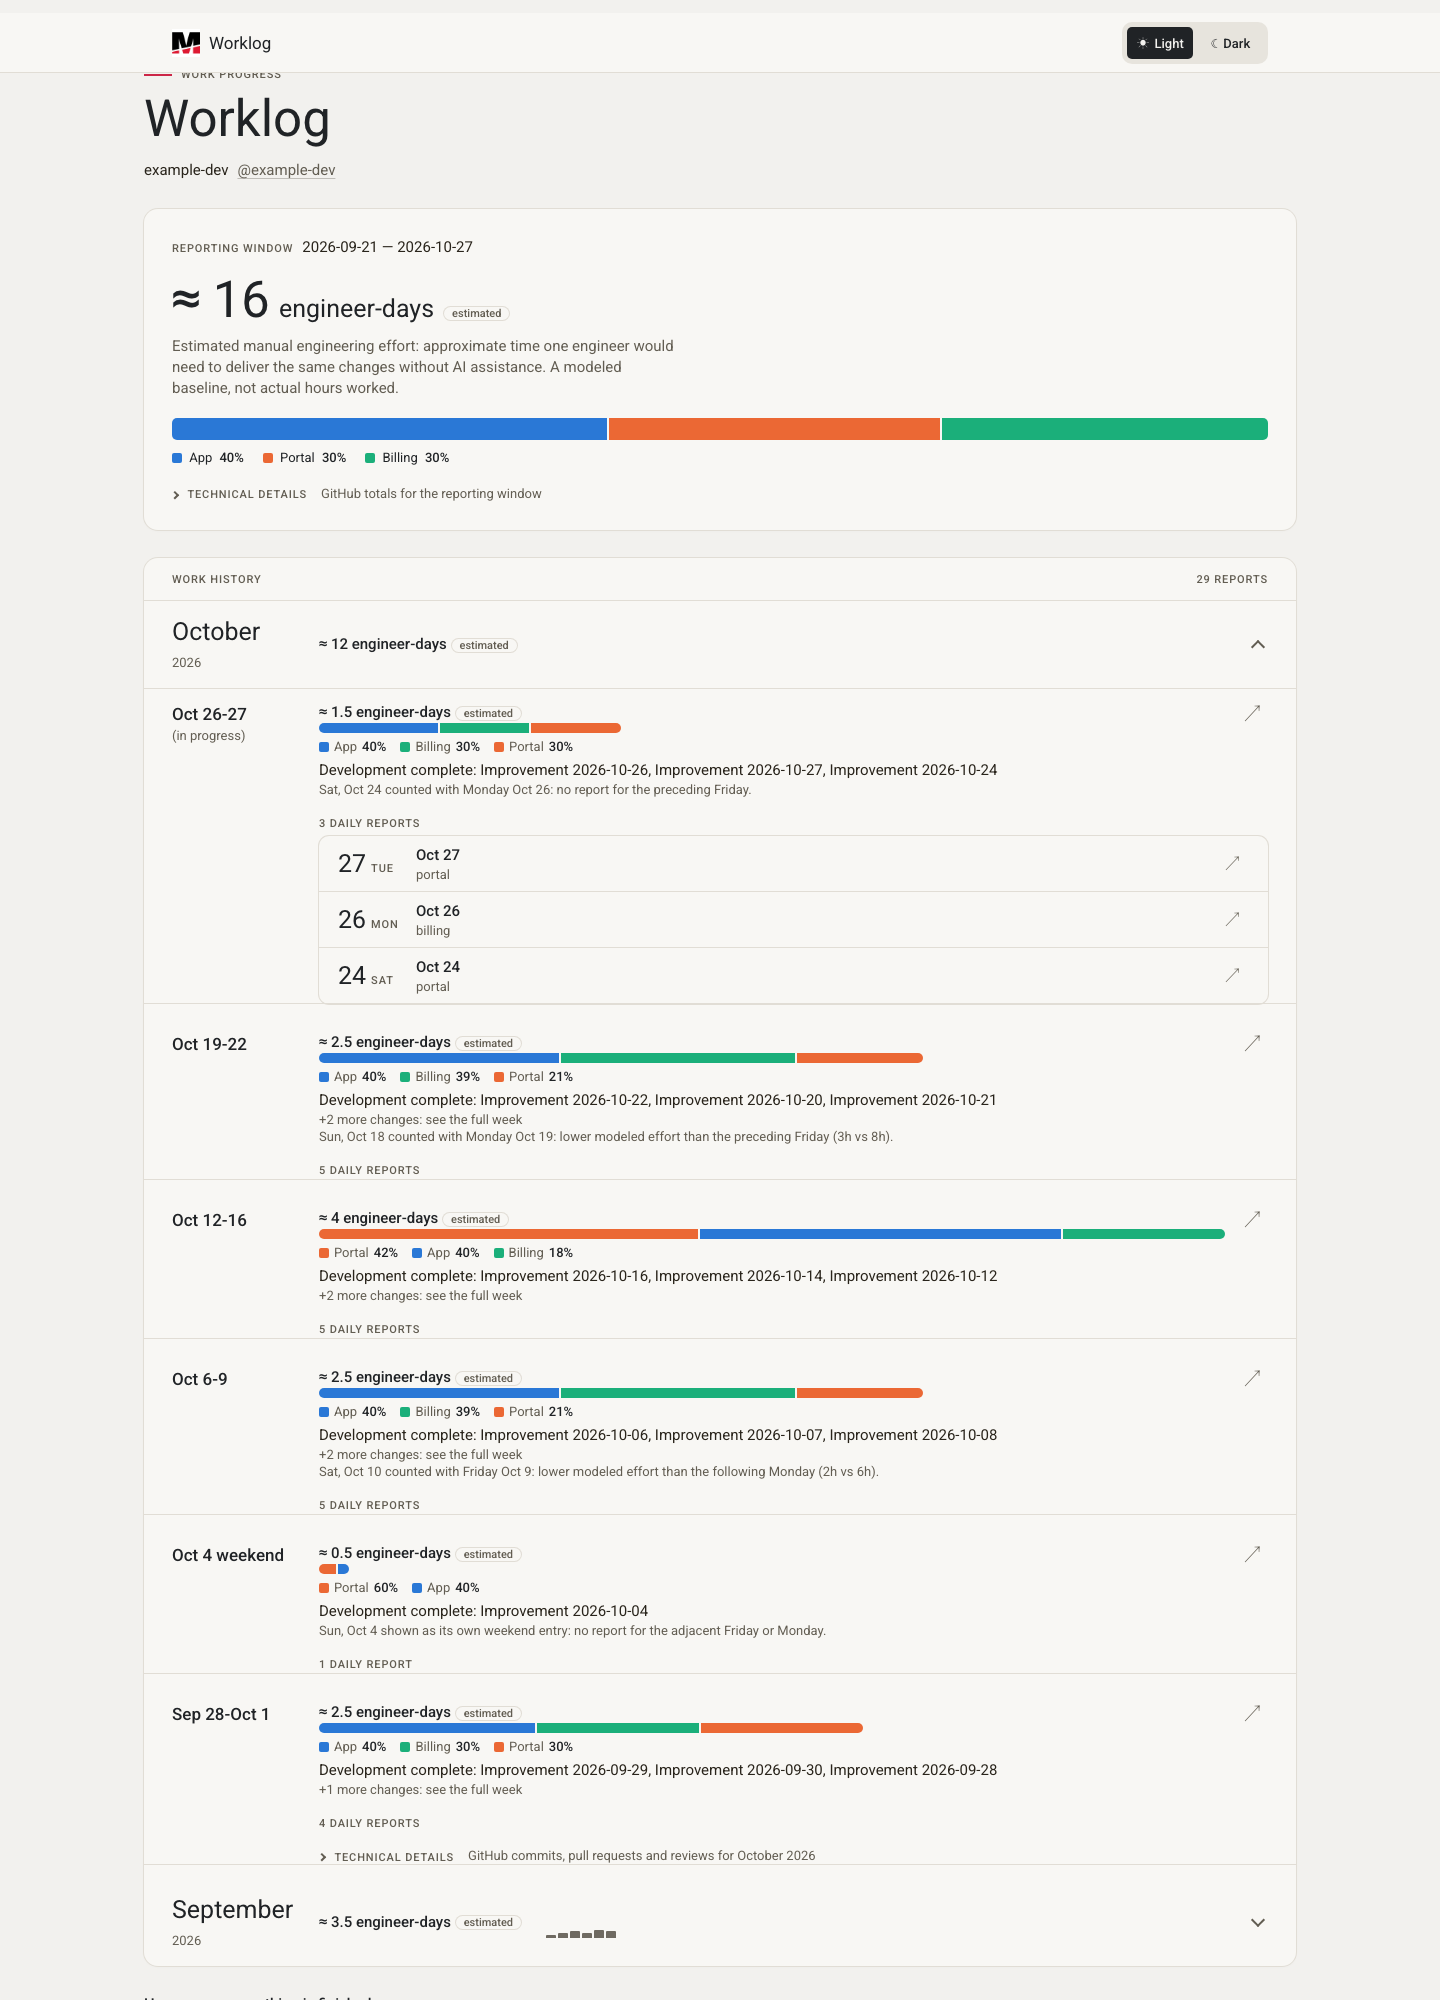 Worklog
Light
Dark
WORK PROGRESS
Worklog
example-dev @example-dev
REPORTING WINDOW 2026-09-21 — 2026-10-27
≈ 16 engineer-days estimated
Estimated manual engineering effort: approximate time one engineer would
need to deliver the same changes without AI assistance. A modeled
baseline, not actual hours worked.
App 40% Portal 30% Billing 30%
TECHNICAL DETAILS GitHub totals for the reporting window
WORK HISTORY 29 REPORTS
October
2026
≈ 12 engineer-days estimated
Oct 26-27
(in progress)
≈ 1.5 engineer-days estimated
App 40% Billing 30% Portal 30%
Development complete: Improvement 2026-10-26, Improvement 2026-10-27, Improvement 2026-10-24
Sat, Oct 24 counted with Monday Oct 26: no report for the preceding Friday.
3 DAILY REPORTS
27 TUE Oct 27
portal
26 MON Oct 26
billing
24 SAT Oct 24
portal
Oct 19-22
≈ 2.5 engineer-days estimated
App 40% Billing 39% Portal 21%
Development complete: Improvement 2026-10-22, Improvement 2026-10-20, Improvement 2026-10-21
+2 more changes: see the full week
Sun, Oct 18 counted with Monday Oct 19: lower modeled effort than the preceding Friday (3h vs 8h).
5 DAILY REPORTS
Oct 12-16
≈ 4 engineer-days estimated
Portal 42% App 40% Billing 18%
Development complete: Improvement 2026-10-16, Improvement 2026-10-14, Improvement 2026-10-12
+2 more changes: see the full week
5 DAILY REPORTS
Oct 6-9
≈ 2.5 engineer-days estimated
App 40% Billing 39% Portal 21%
Development complete: Improvement 2026-10-06, Improvement 2026-10-07, Improvement 2026-10-08
+2 more changes: see the full week
Sat, Oct 10 counted with Friday Oct 9: lower modeled effort than the following Monday (2h vs 6h).
5 DAILY REPORTS
Oct 4 weekend
≈ 0.5 engineer-days estimated
Portal 60% App 40%
Development complete: Improvement 2026-10-04
Sun, Oct 4 shown as its own weekend entry: no report for the adjacent Friday or Monday.
1 DAILY REPORT
Sep 28-Oct 1
≈ 2.5 engineer-days estimated
App 40% Billing 30% Portal 30%
Development complete: Improvement 2026-09-29, Improvement 2026-09-30, Improvement 2026-09-28
+1 more changes: see the full week
4 DAILY REPORTS
TECHNICAL DETAILS GitHub commits, pull requests and reviews for October 2026
September
2026
≈ 3.5 engineer-days estimated